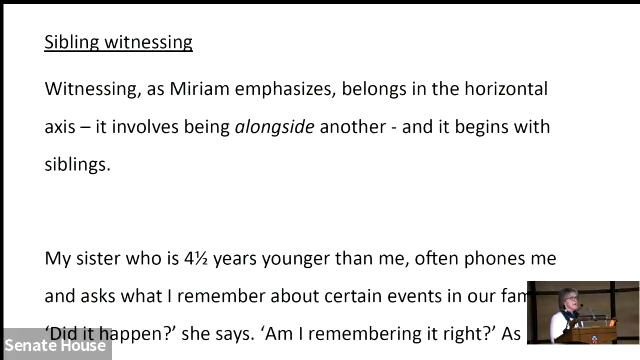 Sibling witnessing
Witnessing, as Miriam emphasizes, belongs in the horizontal
axis – it involves being alongside another - and it begins with
siblings.
My sister who is 4½ years younger than me, often phones me
and asks what I remember about certain events in our
‘Did it happen?’ she says. ‘Am I remembering it right?’ As
Senate House